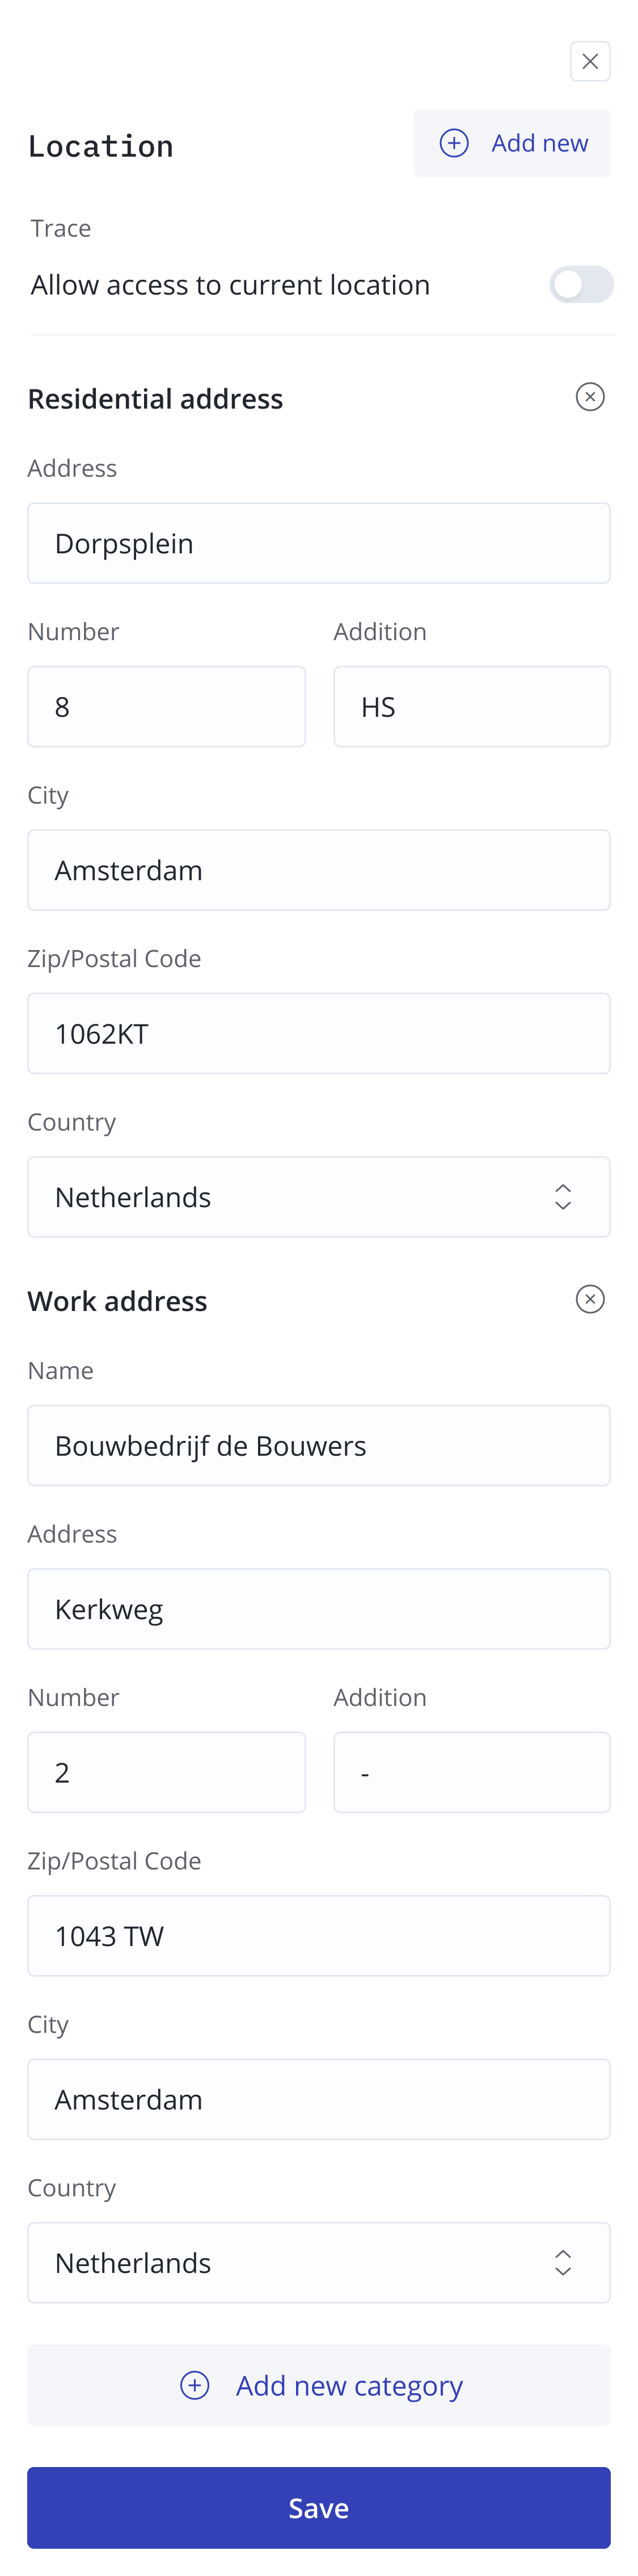 Location
Add new
Trace
Allow access to current location
Residential address
Address
Dorpsplein
Number Addition
8 HS
City
Amsterdam
Zip/Postal Code
1062KT
Country
Netherlands
Work address
Name
Bouwbedrijf de Bouwers
Address
Kerkweg
Number Addition
2 -
Zip/Postal Code
1043 TW
City
Amsterdam
Country
Netherlands
Add new category
Save